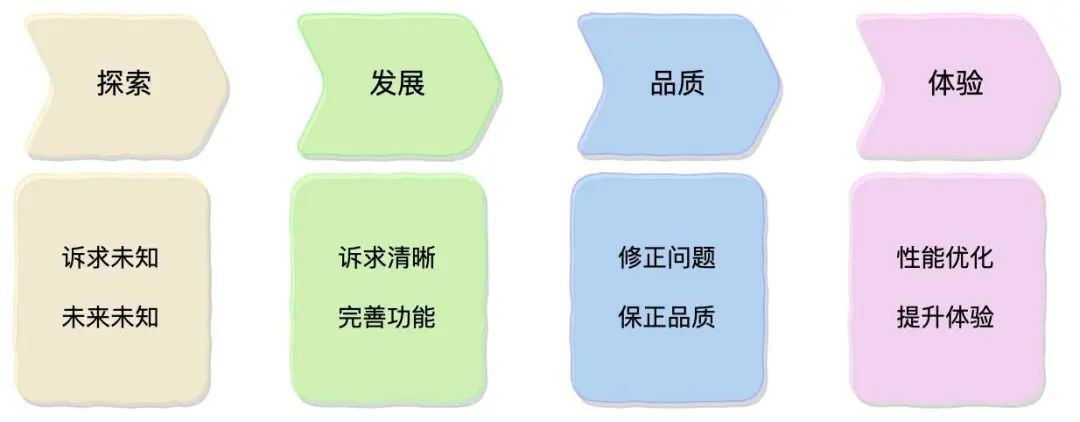 探索
发展
品质
体验
诉求未知
未来未知
诉求清晰
完善功能
修正问题
保正品质
性能优化
提升体验